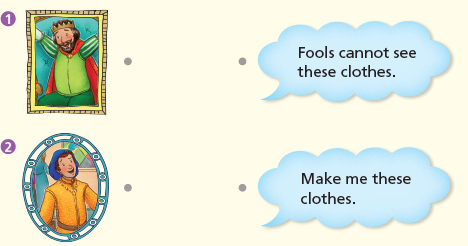 1
Fools cannot see
these clothes.
2
Make me these
clothes.